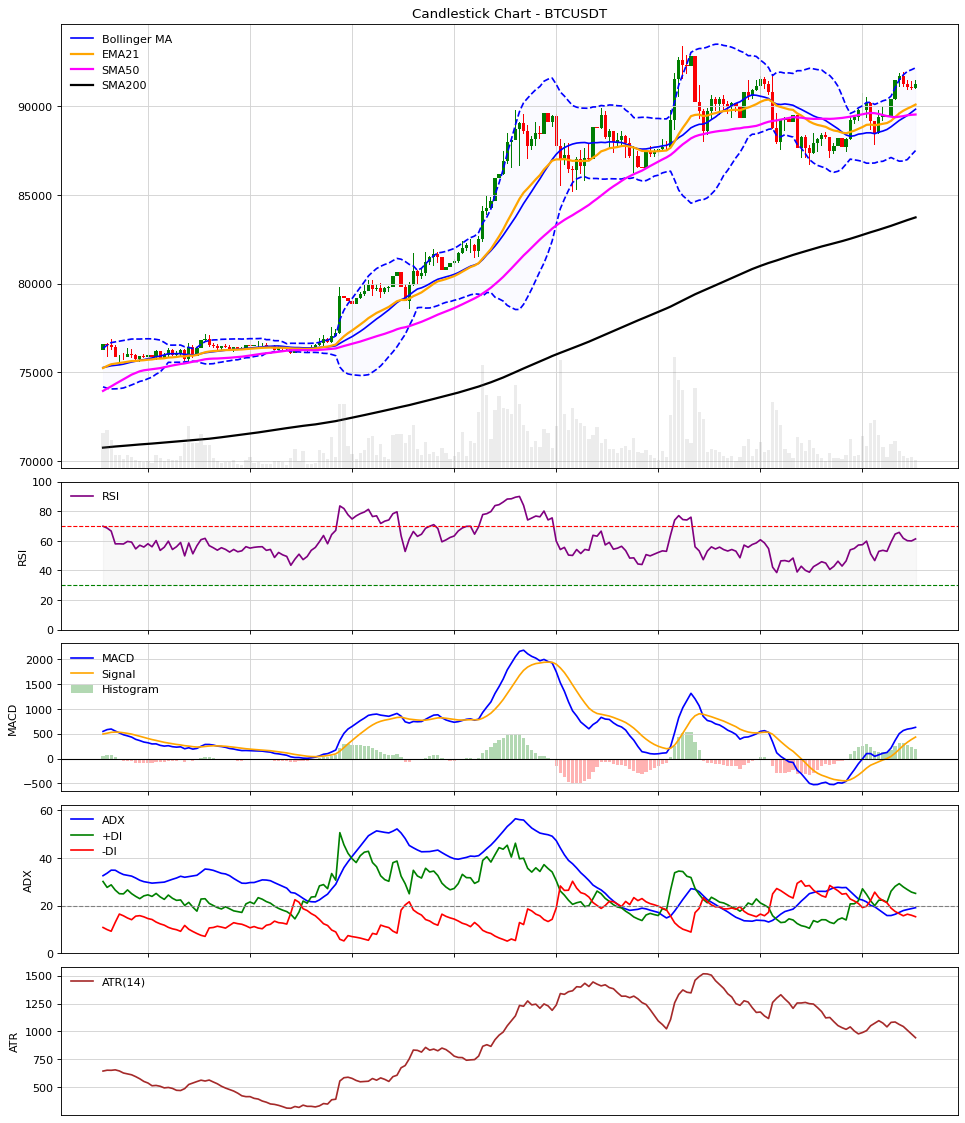 Candlestick Chart - BTCUSDT
Bollinger MA
EMA21
SMA50
SMA200
90000
85000
80000
75000
70000
RSI
RSI
100
80
60
40
20
0
MACD
Signal
Histogram
MACD
2000
1500
1000
500
0
−500
ADX
+DI
-DI
ADX
60
40
20
0
ATR(14)
ATR
1500
1250
1000
750
500